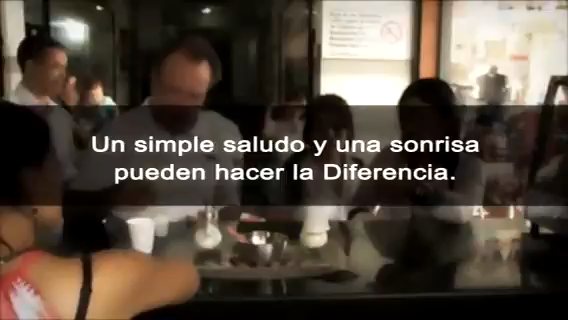 Un simple saludo y una sonrisa
pueden hacer la Diferencia.